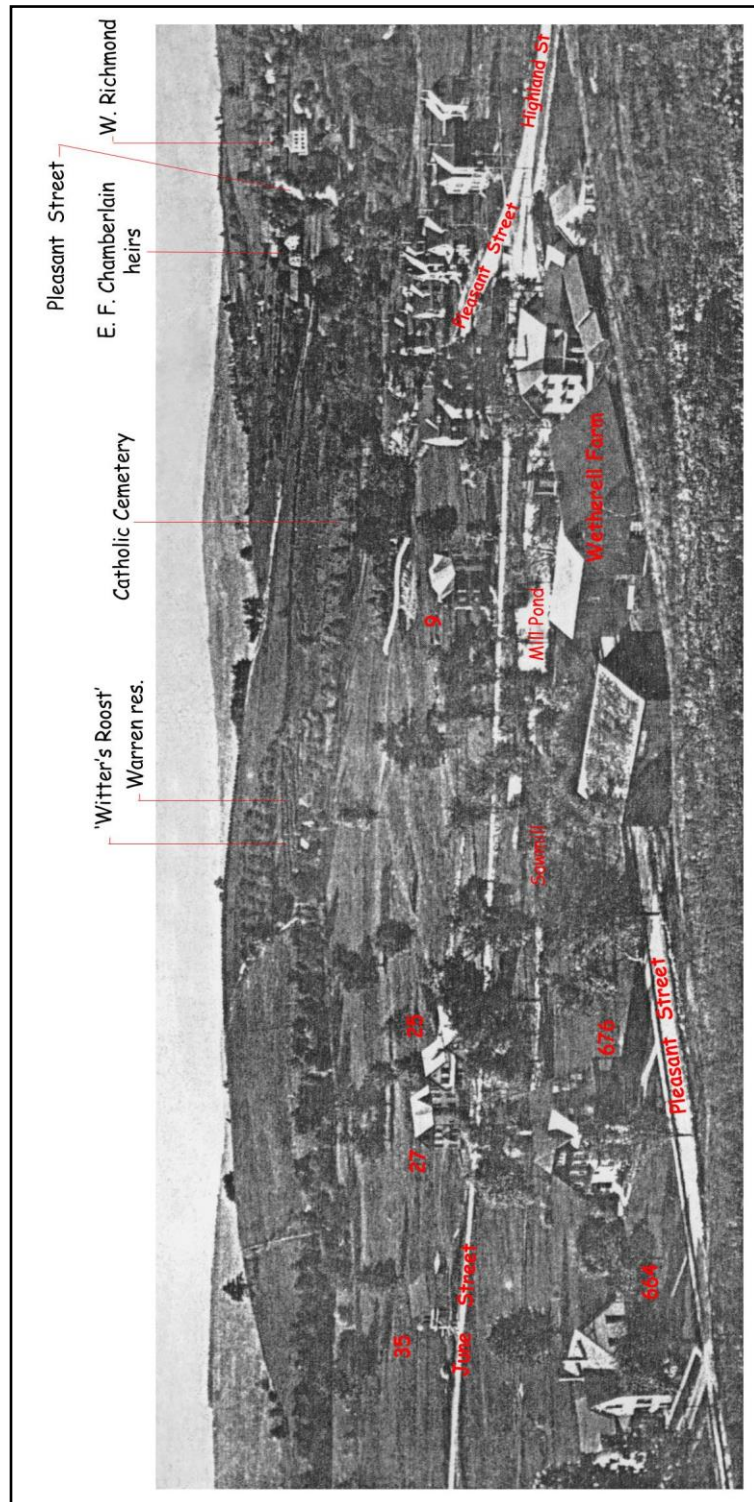 Pleasant Street
'Witter's Roost'
Warren res.
Catholic Cemetery
E. F. Chamberlain
heirs
W. Richmond
35
27
25
9
June Street
Pleasant Street
Highland St
Sawmill
Mill Pond
Wetherell Farm
664
676
Pleasant Street